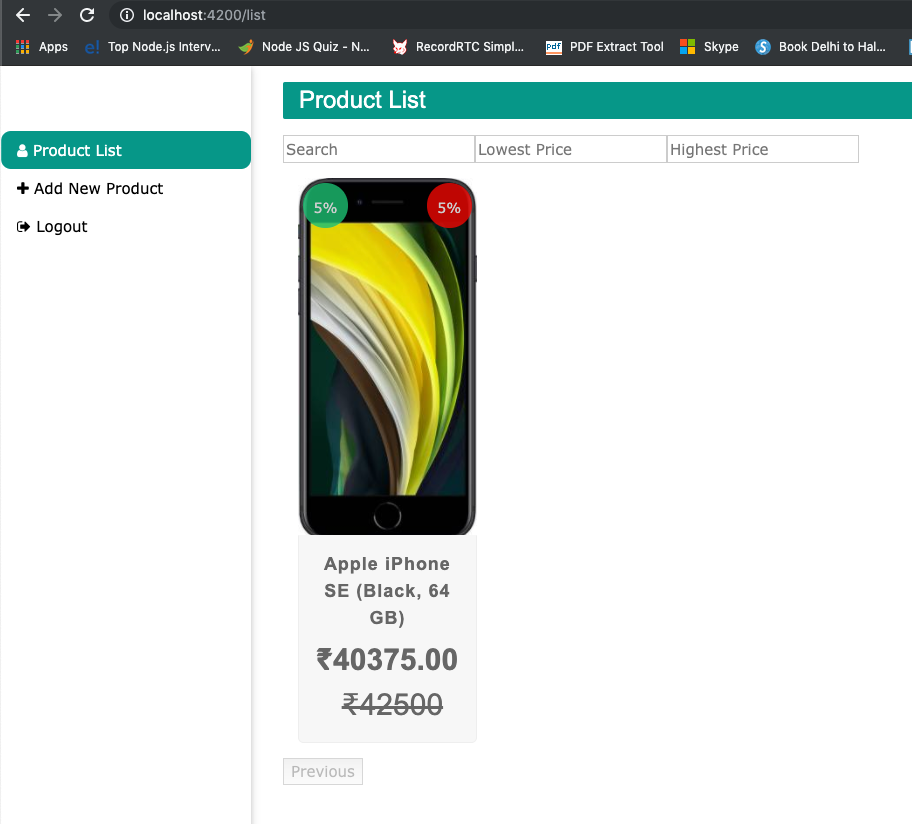 localhost:4200/list
Apps e! Top Node.js Interv... Node JS Quiz - N... RecordRTC Simpl... pdf PDF Extract Tool Skype S Book Delhi to Hal...
Product List
Product List
Add New Product
Logout
Search Lowest Price Highest Price
5% 5%
Apple iPhone
SE (Black, 64
GB)
₹40375.00
₹42500
Previous